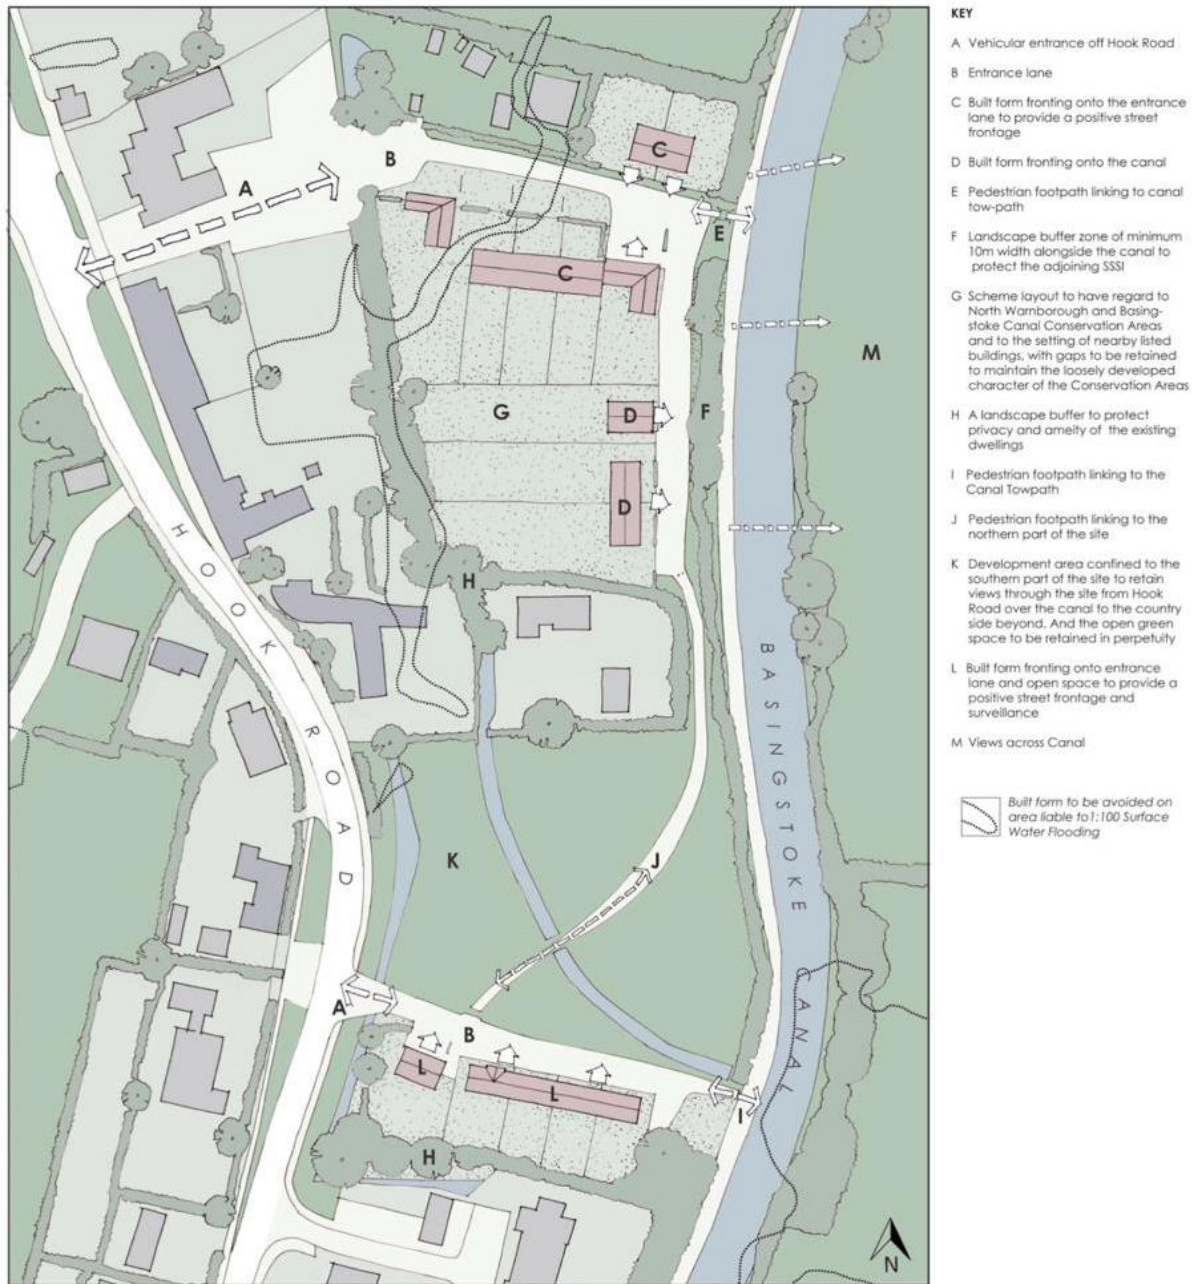 KEY
A Vehicular entrance off Hook Road
B Entrance lane
C Built form fronting onto the entrance
lane to provide a positive street
frontage
D Built form fronting onto the canal
E Pedestrian footpath linking to canal
tow-path
F Landscape buffer zone of minimum
10m width alongside the canal to
protect the adjoining SSSI
G Scheme layout to have regard to
North Warnborough and Basing-
stoke Canal Conservation Areas
and to the setting of nearby listed
buildings, with gaps to be retained
to maintain the loosely developed
character of the Conservation Areas
H A landscape buffer to protect
privacy and ameity of the existing
dwellings
I Pedestrian footpath linking to the
Canal Towpath
J Pedestrian footpath linking to the
northern part of the site
K Development area confined to the
southern part of the site to retain
views through the site from Hook
Road over the canal to the country
side beyond. And the open green
space to be retained in perpetuity
L Built form fronting onto entrance
lane and open space to provide a
positive street frontage and
surveillance
M Views across Canal
Built form to be avoided on
area liable to1:100 Surface
Water Flooding
C
B
A
E
C
M
G
D
F
D
H
HOOK ROAD
BASINGSTOKE CANAL
K
J
A
B
L
L
I
H
N